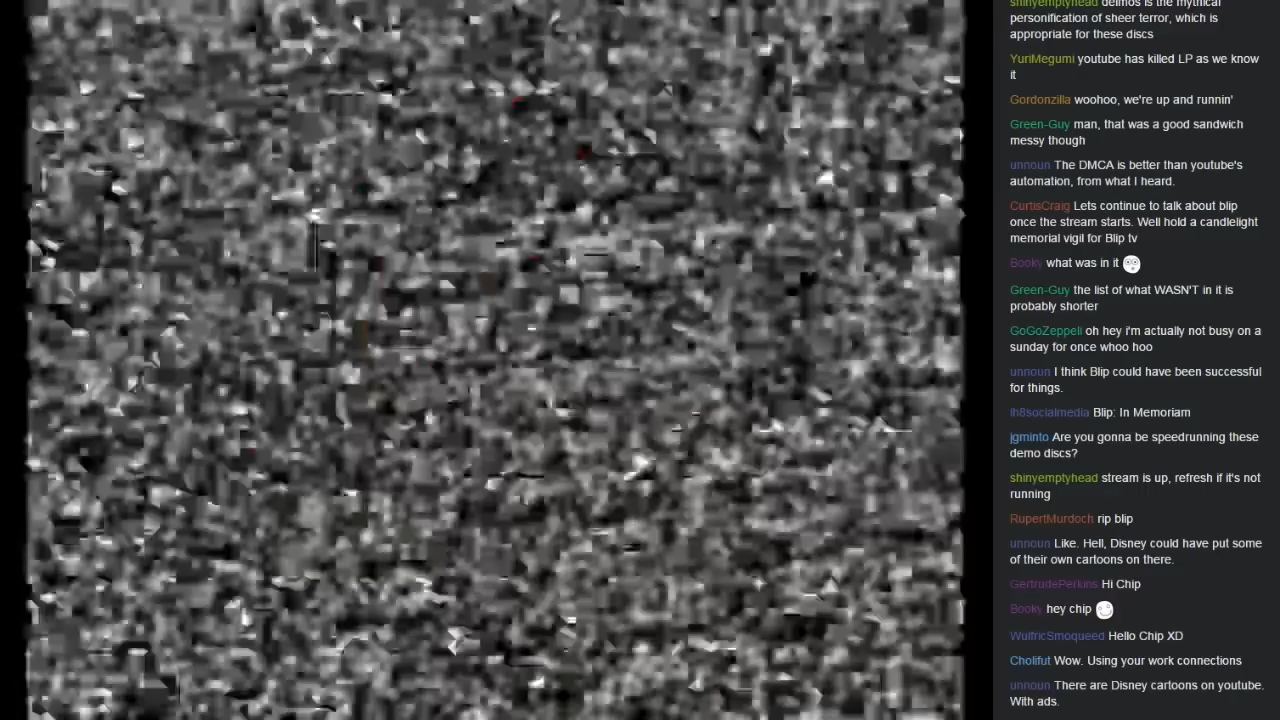 shinyemptyhead deimos is the mythical
personification of sheer terror, which is
appropriate for these discs
YuriMegumi youtube has killed LP as we know
it
Gordonzilla woohoo, we're up and runnin'
Green-Guy man, that was a good sandwich
messy though
unnoun The DMCA is better than youtube's
automation, from what I heard.
CurtisCraig Lets continue to talk about blip
once the stream starts. Well hold a candlelight
memorial vigil for Blip tv
Booky what was in it
Green-Guy the list of what WASN'T in it is
probably shorter
GoGoZeppeli oh hey i'm actually not busy on a
sunday for once whoo hoo
unnoun I think Blip could have been successful
for things.
ih8socialmedia Blip: In Memoriam
jgminto Are you gonna be speedrunning these
demo discs?
shinyemptyhead stream is up, refresh if it's not
running
RupertMurdoch rip blip
unnoun Like. Hell, Disney could have put some
of their own cartoons on there.
GertrudePerkins Hi Chip
Booky hey chip
WulfricSmoqueed Hello Chip XD
Cholifut Wow. Using your work connections
unnoun There are Disney cartoons on youtube.
With ads.